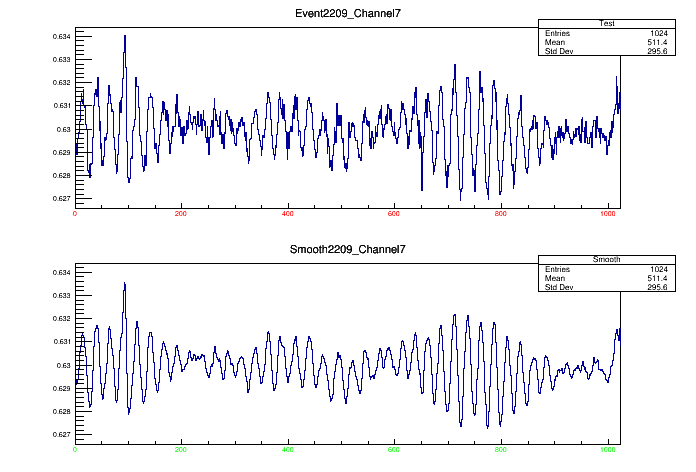 Event2209_Channel7
Test
Entries 1024
Mean 511.4
Std Dev 295.6
0.634
0.633
0.632
0.631
0.63
0.629
0.628
0.627
0 200 400 600 800 1000
Smooth2209_Channel7
Smooth
Entries 1024
Mean 511.4
Std Dev 295.6
0.634
0.633
0.632
0.631
0.63
0.629
0.628
0.627
0 200 400 600 800 1000